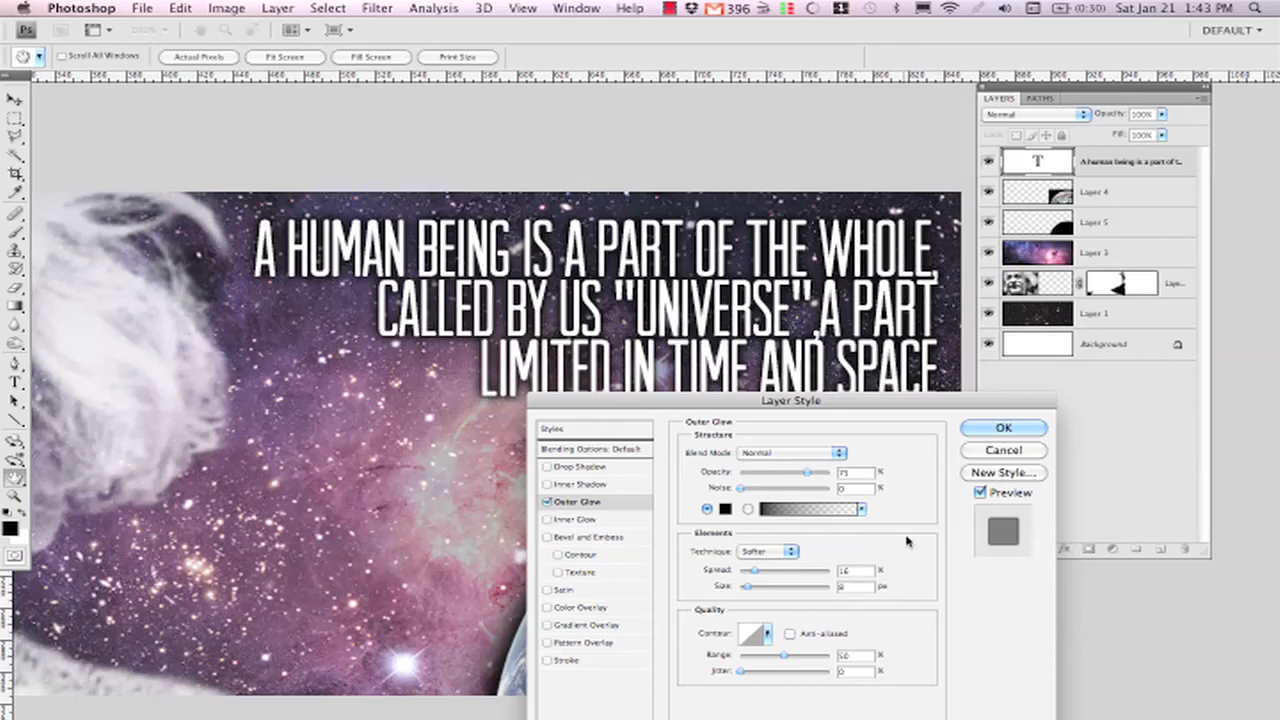 Photoshop File Edit Image Layer Select Filter Analysis 3D View Window Help 396 (0:30) Sat Jan 21 1:43 PM
Ps 100% DEFAULT
Scroll All Windows Actual Pixels Fit Screen Fill Screen Print Size
LAYERS PATHS
Normal Opacity: 100%
Lock: Fill: 100%
T A human being is a part of t...
Layer 4
Layer 5
Layer 3
Laye...
Layer 1
Background
A HUMAN BEING IS A PART OF THE WHOLE,
CALLED BY US "UNIVERSE",A PART
LIMITED IN TIME AND SPACE
Layer Style
Styles
Blending Options: Default
Drop Shadow
Inner Shadow
Outer Glow
Inner Glow
Bevel and Emboss
Contour
Texture
Satin
Color Overlay
Gradient Overlay
Pattern Overlay
Stroke
Outer Glow
Structure
Blend Mode: Normal
Opacity: 75 %
Noise: 0 %
Elements
Technique: Softer
Spread: 16 %
Size: 8 px
Quality
Contour: Anti-aliased
Range: 50 %
Jitter: 0 %
OK
Cancel
New Style...
Preview